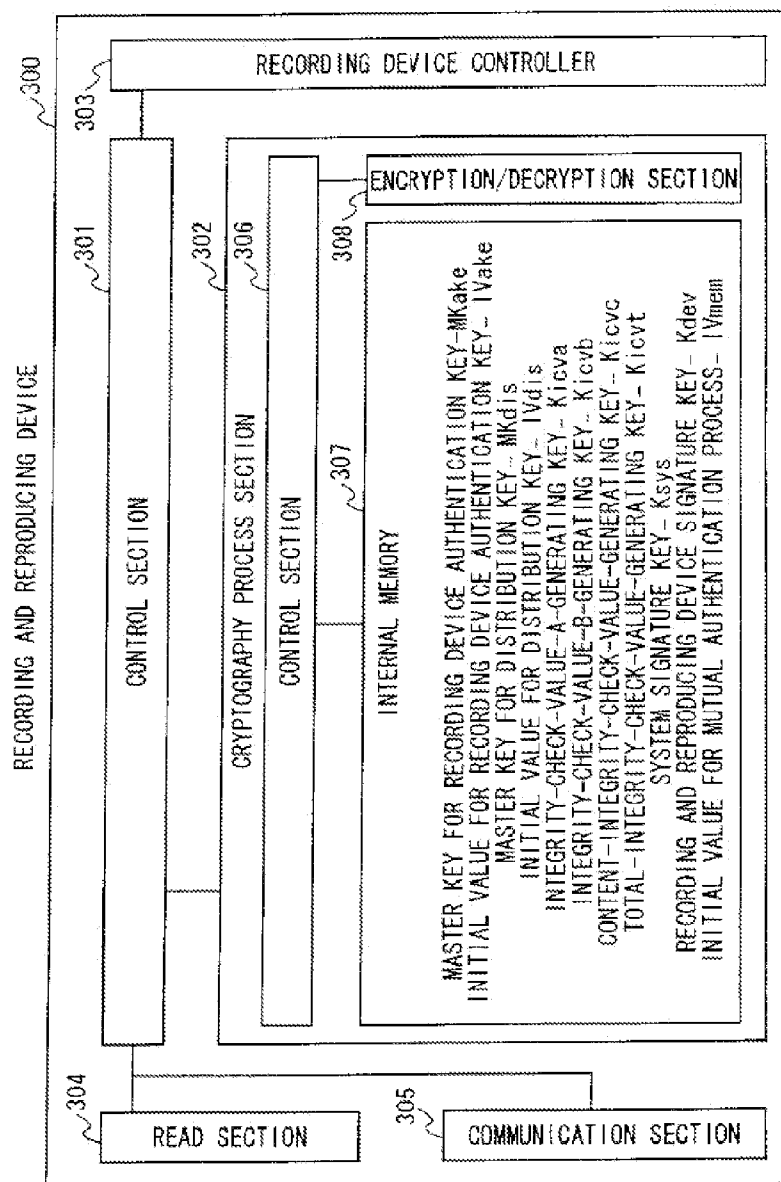 RECORDING AND REPRODUCING DEVICE
300
301
CONTROL SECTION
303
RECORDING DEVICE CONTROLLER
302
CRYPTOGRAPHY PROCESS SECTION
306
CONTROL SECTION
307
INTERNAL MEMORY
MASTER KEY FOR RECORDING DEVICE AUTHENTICATION KEY-MKake
INITIAL VALUE FOR RECORDING DEVICE AUTHENTICATION KEY-IVake
MASTER KEY FOR DISTRIBUTION KEY-MKdis
INITIAL VALUE FOR DISTRIBUTION KEY-IVdis
INTEGRITY-CHECK-VALUE-A-GENERATING KEY-Kicva
INTEGRITY-CHECK-VALUE-B-GENERATING KEY-Kicvb
CONTENT-INTEGRITY-CHECK-VALUE-GENERATING KEY-Kicvc
TOTAL-INTEGRITY-CHECK-VALUE-GENERATING KEY-Kicvt
SYSTEM SIGNATURE KEY-Ksys
RECORDING AND REPRODUCING DEVICE SIGNATURE KEY-Kdev
INITIAL VALUE FOR MUTUAL AUTHENTICATION PROCESS-IVmem
308
ENCRYPTION/DECRYPTION SECTION
304
READ SECTION
305
COMMUNICATION SECTION